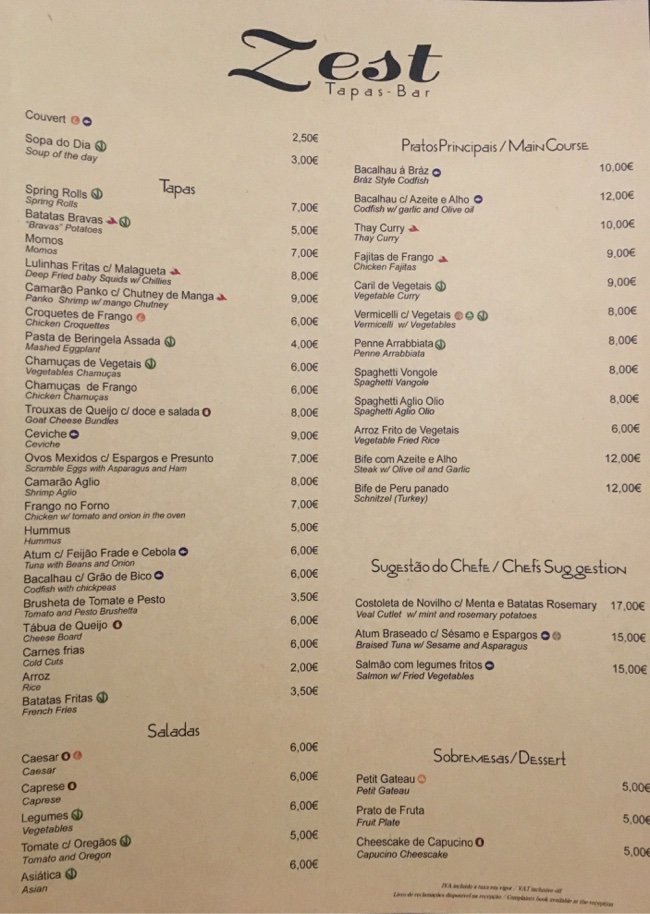 Zest
Tapas-Bar
Couvert
2,50€
Sopa do Dia
Soup of the day
3,00€
Tapas
Spring Rolls
Spring Rolls
7,00€
Batatas Bravas
"Bravas" Potatoes
5,00€
Momos
Momos
7,00€
Lulinhas Fritas c/ Malagueta
Deep Fried baby Squids w/ Chillies
8,00€
Camarão Panko c/ Chutney de Manga
Panko Shrimp w/ mango Chutney
9,00€
Croquetes de Frango
Chicken Croquettes
6,00€
Pasta de Beringela Assada
Mashed Eggplant
4,00€
Chamuças de Vegetais
Vegetables Chamuças
6,00€
Chamuças de Frango
Chicken Chamuças
6,00€
Trouxas de Queijo c/ doce e salada
Goat Cheese Bundles
8,00€
Ceviche
Ceviche
9,00€
Ovos Mexidos c/ Espargos e Presunto
Scramble Eggs with Asparagus and Ham
7,00€
Camarão Aglio
Shrimp Aglio
8,00€
Frango no Forno
Chicken w/ tomato and onion in the oven
7,00€
Hummus
Hummus
5,00€
Atum c/ Feijão Frade e Cebola
Tuna with Beans and Onion
6,00€
Bacalhau c/ Grão de Bico
Codfish with chickpeas
6,00€
Brusheta de Tomate e Pesto
Tomato and Pesto Brushetta
3,50€
Tábua de Queijo
Cheese Board
6,00€
Carnes frias
Cold Cuts
6,00€
Arroz
Rice
2,00€
Batatas Fritas
French Fries
3,50€
Saladas
Caesar
Caesar
6,00€
Caprese
Caprese
6,00€
Legumes
Vegetables
6,00€
Tomate c/ Oregãos
Tomato and Oregon
5,00€
Asiática
Asian
6,00€
Pratos Principais / Main Course
Bacalhau à Bráz
Bráz Style Codfish
10,00€
Bacalhau c/ Azeite e Alho
Codfish w/ garlic and Olive oil
12,00€
Thay Curry
Thay Curry
10,00€
Fajitas de Frango
Chicken Fajitas
9,00€
Caril de Vegetais
Vegetable Curry
9,00€
Vermicelli c/ Vegetais
Vermicelli w/ Vegetables
8,00€
Penne Arrabbiata
Penne Arrabbiata
8,00€
Spaghetti Vongole
Spaghetti Vangole
8,00€
Spaghetti Aglio Olio
Spaghetti Aglio Olio
8,00€
Arroz Frito de Vegetais
Vegetable Fried Rice
6,00€
Bife com Azeite e Alho
Steak w/ Olive oil and Garlic
12,00€
Bife de Peru panado
Schnitzel (Turkey)
12,00€
Sugestão do Chefe / Chefs Suggestion
Costoleta de Novilho c/ Menta e Batatas Rosemary
Veal Cutlet w/ mint and rosemary potatoes
17,00€
Atum Braseado c/ Sésamo e Espargos
Braised Tuna w/ Sesame and Asparagus
15,00€
Salmão com legumes fritos
Salmon w/ Fried Vegetables
15,00€
Sobremesas / Dessert
Petit Gateau
Petit Gateau
5,00€
Prato de Fruta
Fruit Plate
5,00€
Cheescake de Capucino
Capucino Cheescake
5,00€
IVA incluido a taxa em vigor / VAT inclusive all
Livro de reclamações disponivel na recepção / Complaints book available at the reception